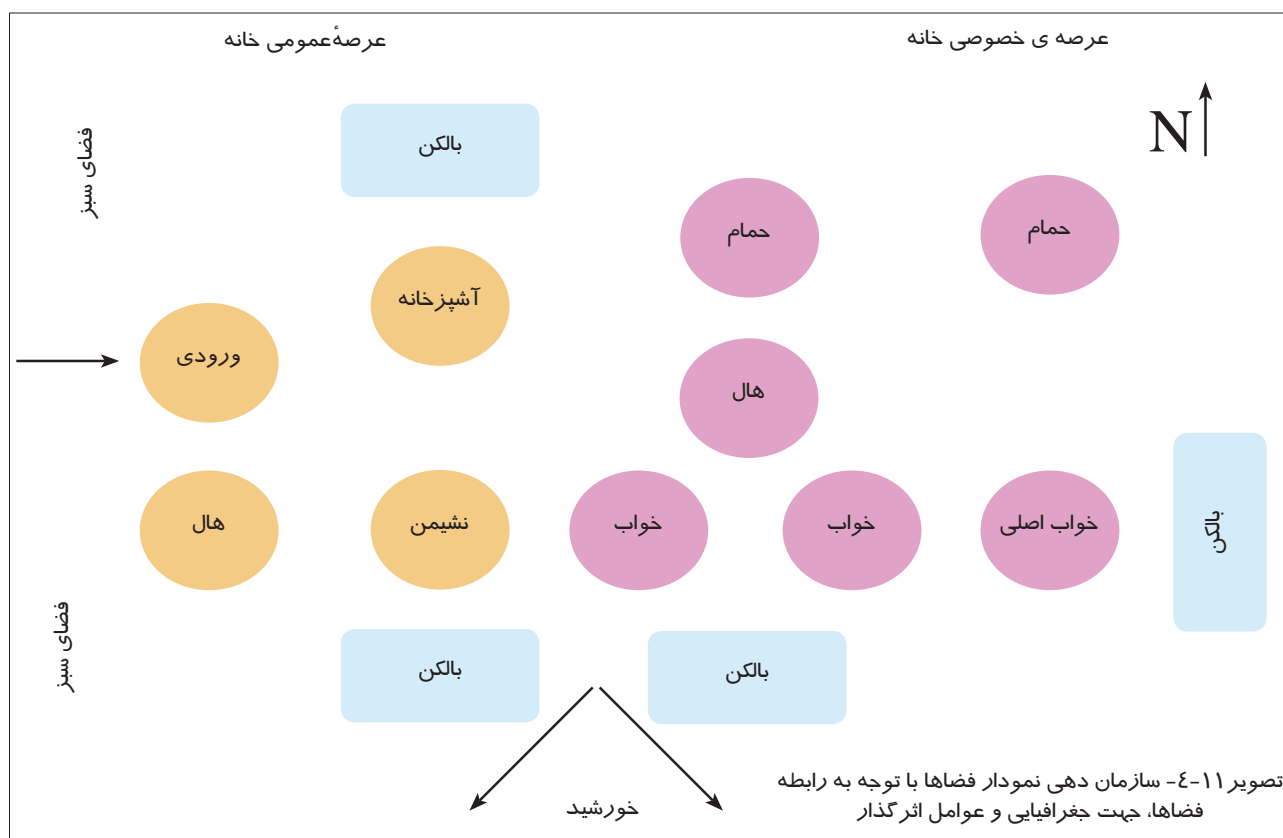 عرصه ی خصوصی خانه
عرصهٔ عمومی خانه
N
فضای سبز
بالکن
حمام
حمام
آشپزخانه
ورودی
هال
خواب اصلی
خواب
خواب
نشیمن
هال
بالکن
فضای سبز
بالکن
بالکن
خورشید
تصویر ۱۱-٤- سازمان دهی نمودار فضاها با توجه به رابطه
فضاها، جهت جغرافیایی و عوامل اثر گذار